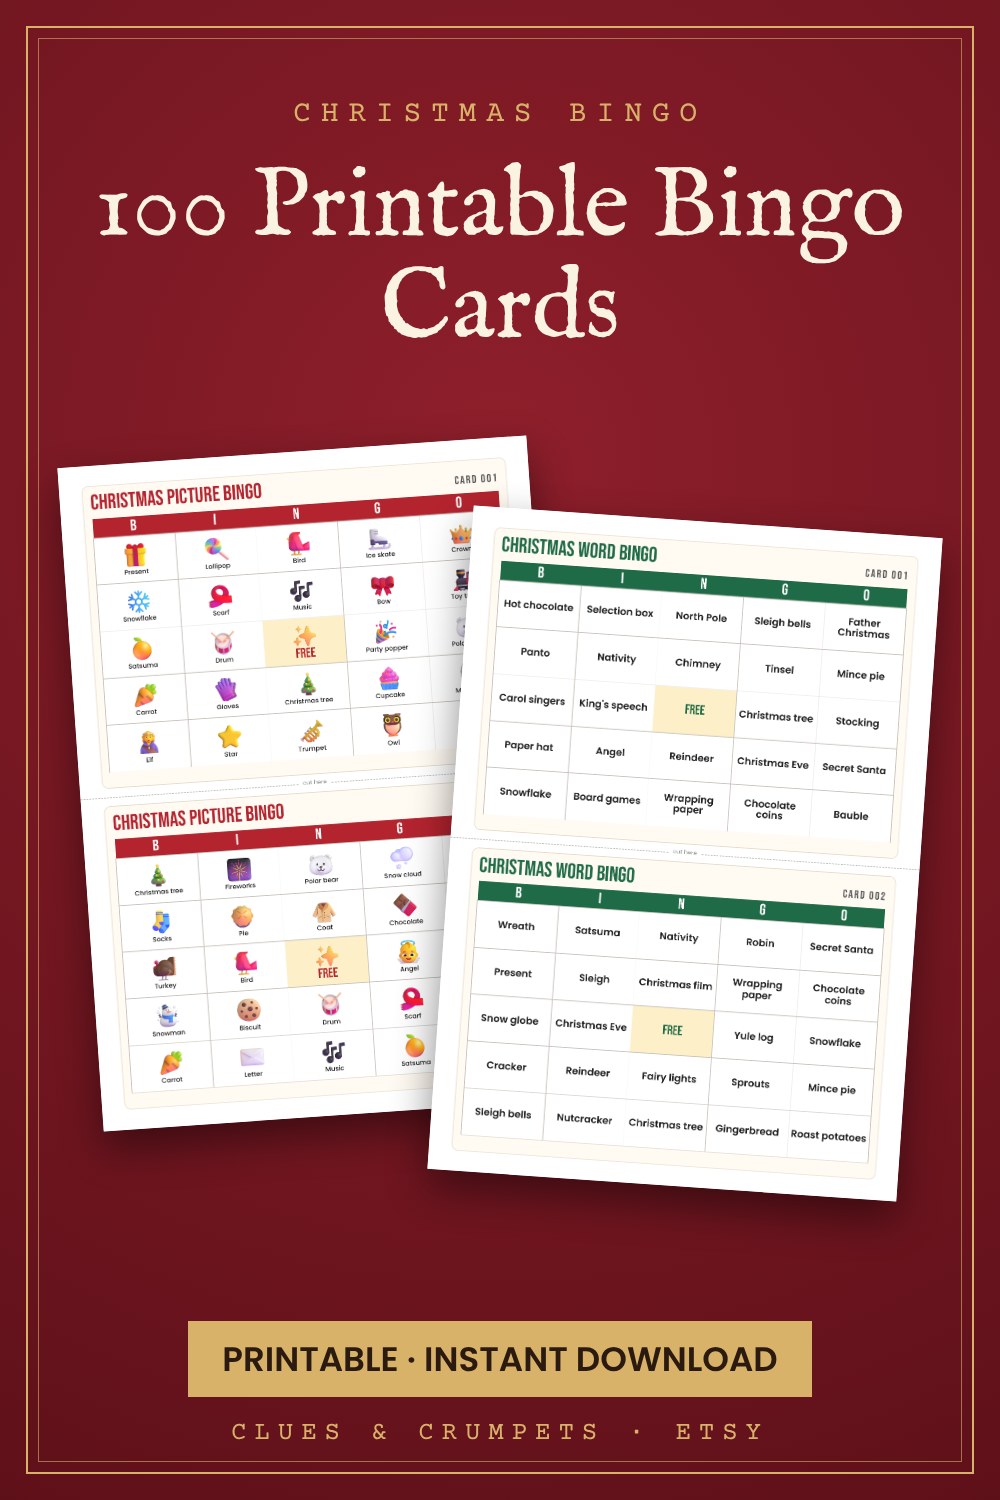 CHRISTMAS BINGO
100 Printable Bingo
Cards
CHRISTMAS PICTURE BINGO
CARD 001
B I N G O
Present Lollipop Bird Ice skate Crown
Snowflake Scarf Music Bow
Satsuma Drum FREE Party popper
Carrot Gloves Christmas tree Cupcake
Elf Star Trumpet Owl
cut here
CHRISTMAS PICTURE BINGO
B I N G
Christmas tree Fireworks Polar bear Snow cloud
Socks Pie Coat Chocolate
Turkey Bird FREE Angel
Snowman Biscuit Drum Scarf
Carrot Letter Music Satsuma
CHRISTMAS WORD BINGO
CARD 001
B I N G O
Hot chocolate Selection box North Pole Sleigh bells Father Christmas
Panto Nativity Chimney Tinsel Mince pie
Carol singers King's speech FREE Christmas tree Stocking
Paper hat Angel Reindeer Christmas Eve Secret Santa
Snowflake Board games Wrapping paper Chocolate coins Bauble
cut here
CHRISTMAS WORD BINGO
CARD 002
B I N G O
Wreath Satsuma Nativity Robin Secret Santa
Present Sleigh Christmas film Wrapping paper Chocolate coins
Snow globe Christmas Eve FREE Yule log Snowflake
Cracker Reindeer Fairy lights Sprouts Mince pie
Sleigh bells Nutcracker Christmas tree Gingerbread Roast potatoes
PRINTABLE · INSTANT DOWNLOAD
CLUES & CRUMPETS · ETSY